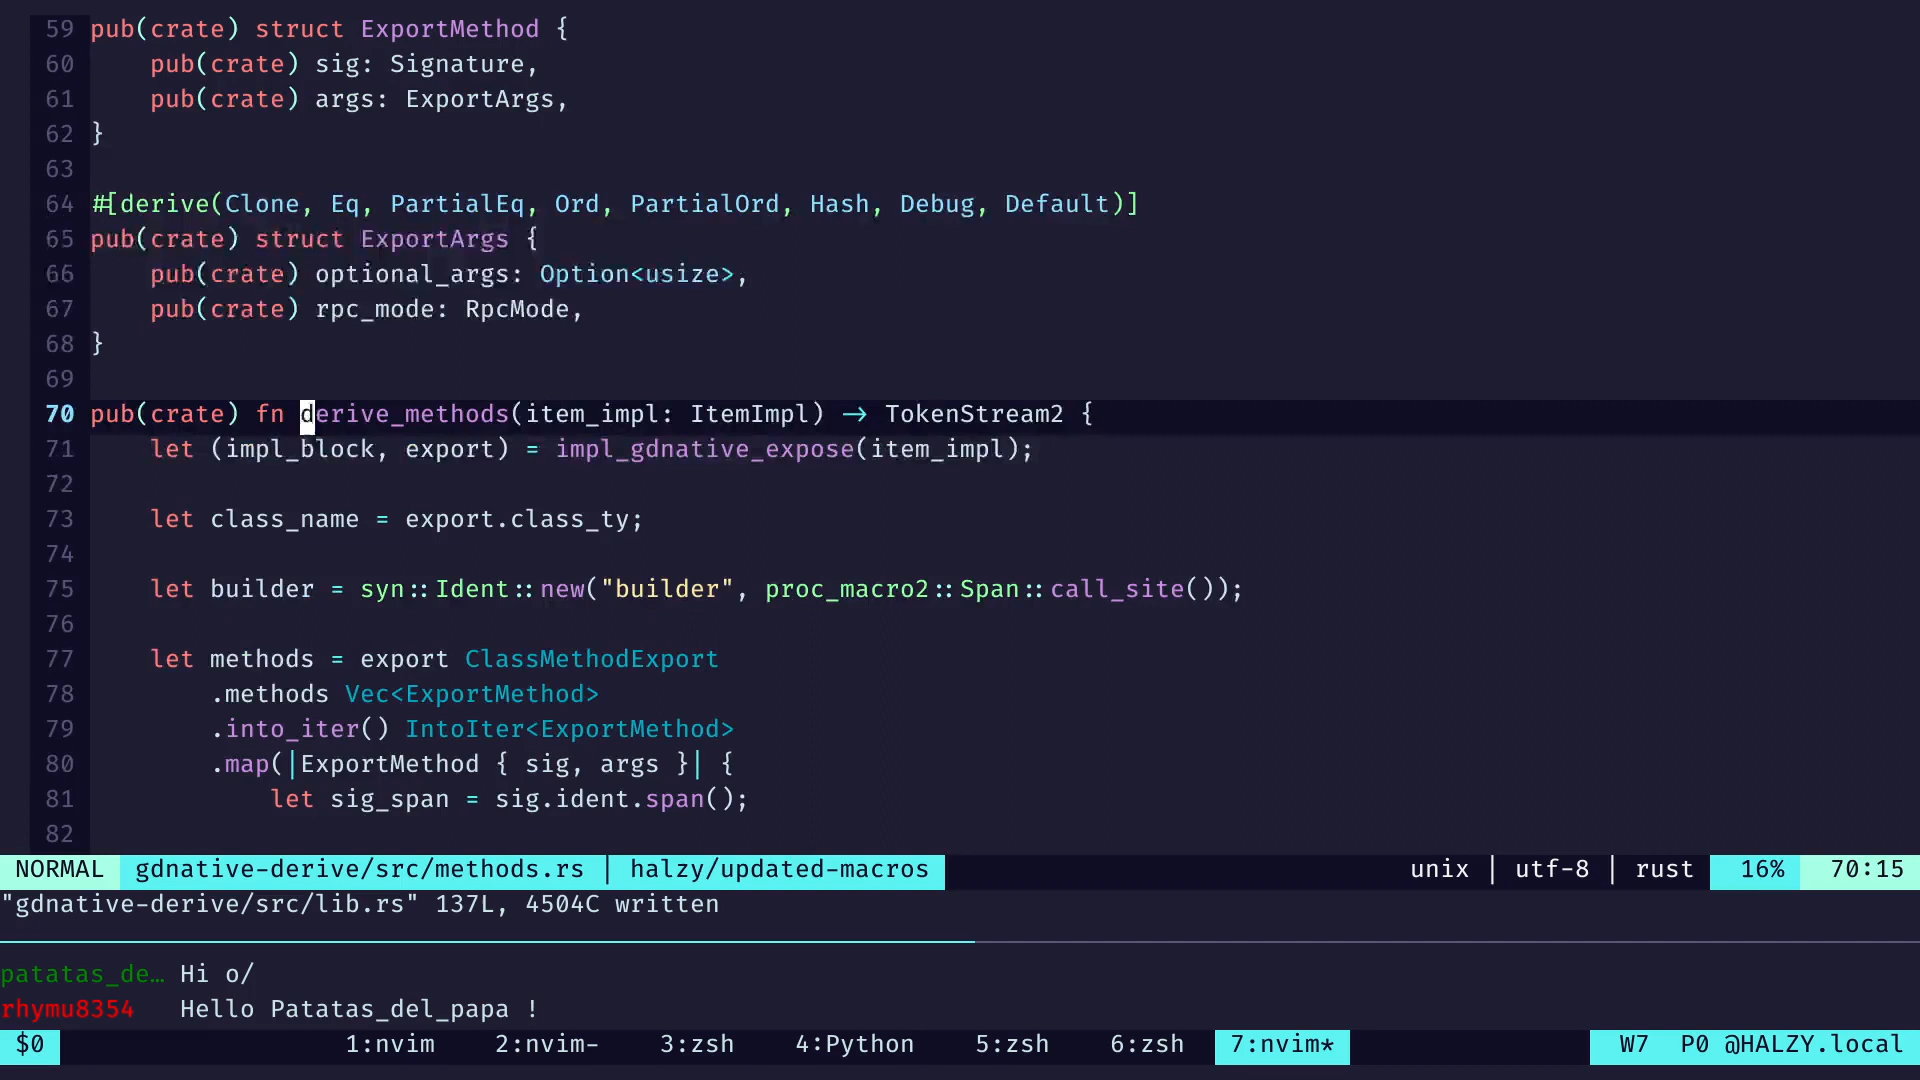 59 pub(crate) struct ExportMethod {
60     pub(crate) sig: Signature,
61     pub(crate) args: ExportArgs,
62 }
63
64 #[derive(Clone, Eq, PartialEq, Ord, PartialOrd, Hash, Debug, Default)]
65 pub(crate) struct ExportArgs {
66     pub(crate) optional_args: Option<usize>,
67     pub(crate) rpc_mode: RpcMode,
68 }
69
70 pub(crate) fn derive_methods(item_impl: ItemImpl) -> TokenStream2 {
71     let (impl_block, export) = impl_gdnative_expose(item_impl);
72
73     let class_name = export.class_ty;
74
75     let builder = syn::Ident::new("builder", proc_macro2::Span::call_site());
76
77     let methods = export ClassMethodExport
78         .methods Vec<ExportMethod>
79         .into_iter() IntoIter<ExportMethod>
80         .map(|ExportMethod { sig, args }| {
81             let sig_span = sig.ident.span();
82
NORMAL gdnative-derive/src/methods.rs | halzy/updated-macros unix | utf-8 | rust 16% 70:15
"gdnative-derive/src/lib.rs" 137L, 4504C written
patatas_de… Hi o/
rhymu8354 Hello Patatas_del_papa !
$0 1:nvim 2:nvim- 3:zsh 4:Python 5:zsh 6:zsh 7:nvim* W7 P0 @HALZY.local